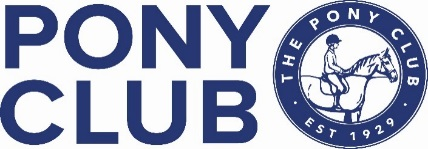 PONY
CLUB
THE PONY CLUB
· EST 1929 ·